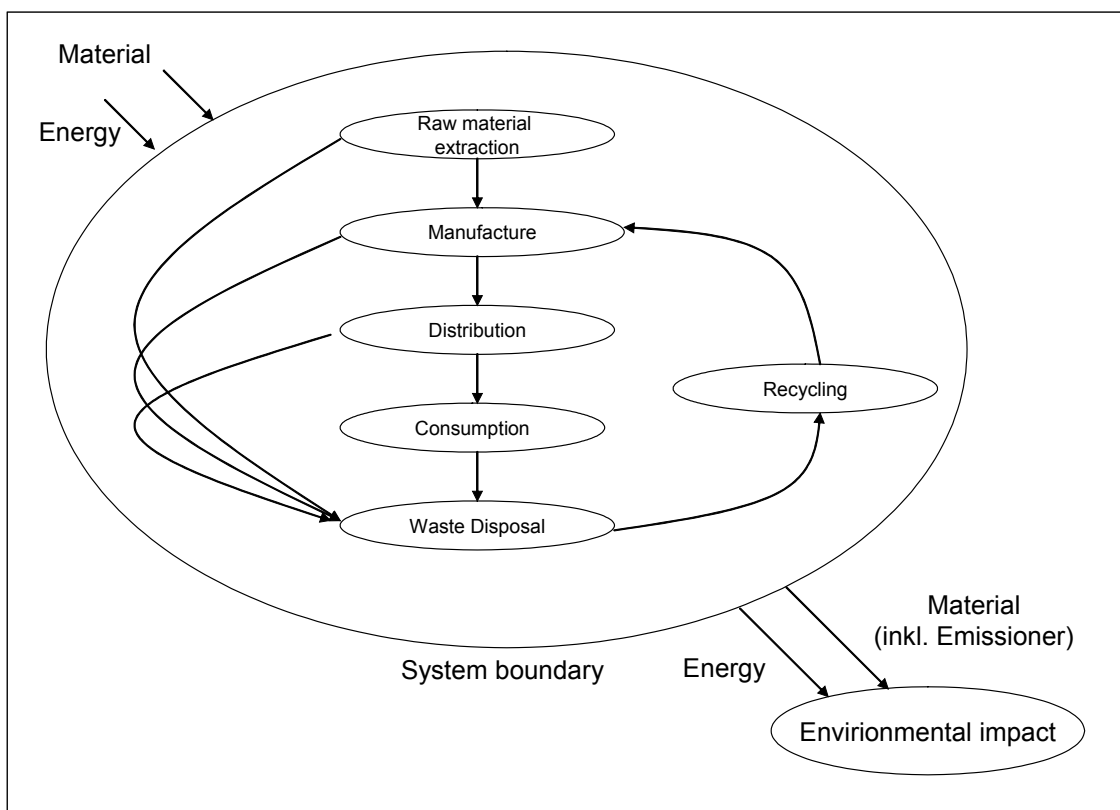 Material
Energy
Raw material
extraction
Manufacture
Distribution
Recycling
Consumption
Waste Disposal
Material
(inkl. Emissioner)
System boundary
Energy
Envirionmental impact